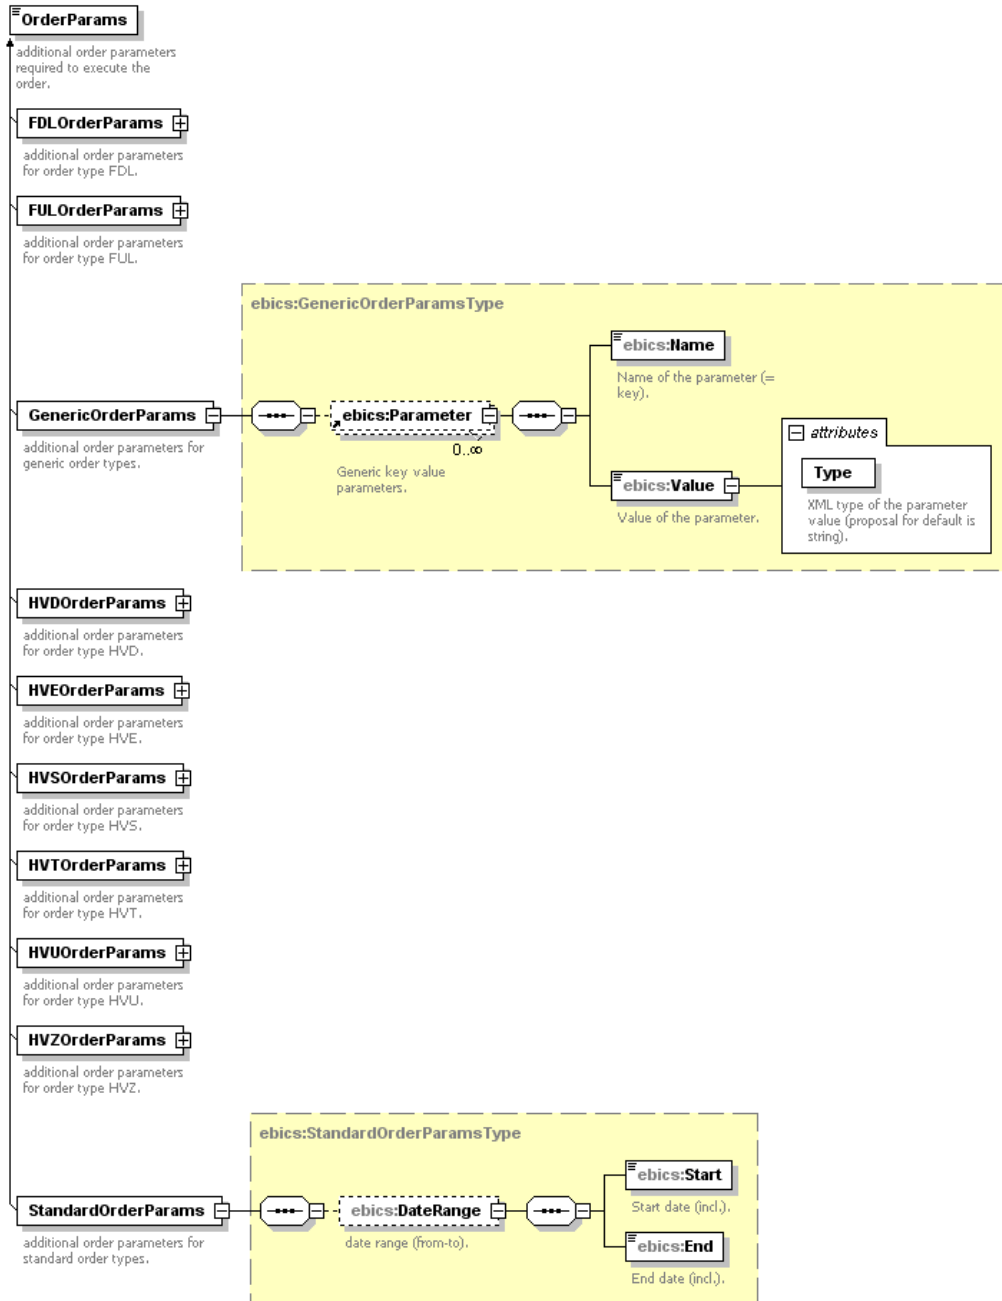 OrderParams
additional order parameters
required to execute the
order.
FDLOrderParams
additional order parameters
for order type FDL.
FULOrderParams
additional order parameters
for order type FUL.
ebics:GenericOrderParamsType
GenericOrderParams
additional order parameters for
generic order types.
ebics:Parameter
0..∞
Generic key value
parameters.
ebics:Name
Name of the parameter (=
key).
ebics:Value
Value of the parameter.
attributes
Type
XML type of the parameter
value (proposal for default is
string).
HVDOrderParams
additional order parameters
for order type HVD.
HVEOrderParams
additional order parameters
for order type HVE.
HVSOrderParams
additional order parameters
for order type HVS.
HVTOrderParams
additional order parameters
for order type HVT.
HVUOrderParams
additional order parameters
for order type HVU.
HVZOrderParams
additional order parameters
for order type HVZ.
ebics:StandardOrderParamsType
StandardOrderParams
additional order parameters for
standard order types.
ebics:DateRange
date range (from-to).
ebics:Start
Start date (incl.).
ebics:End
End date (incl.).